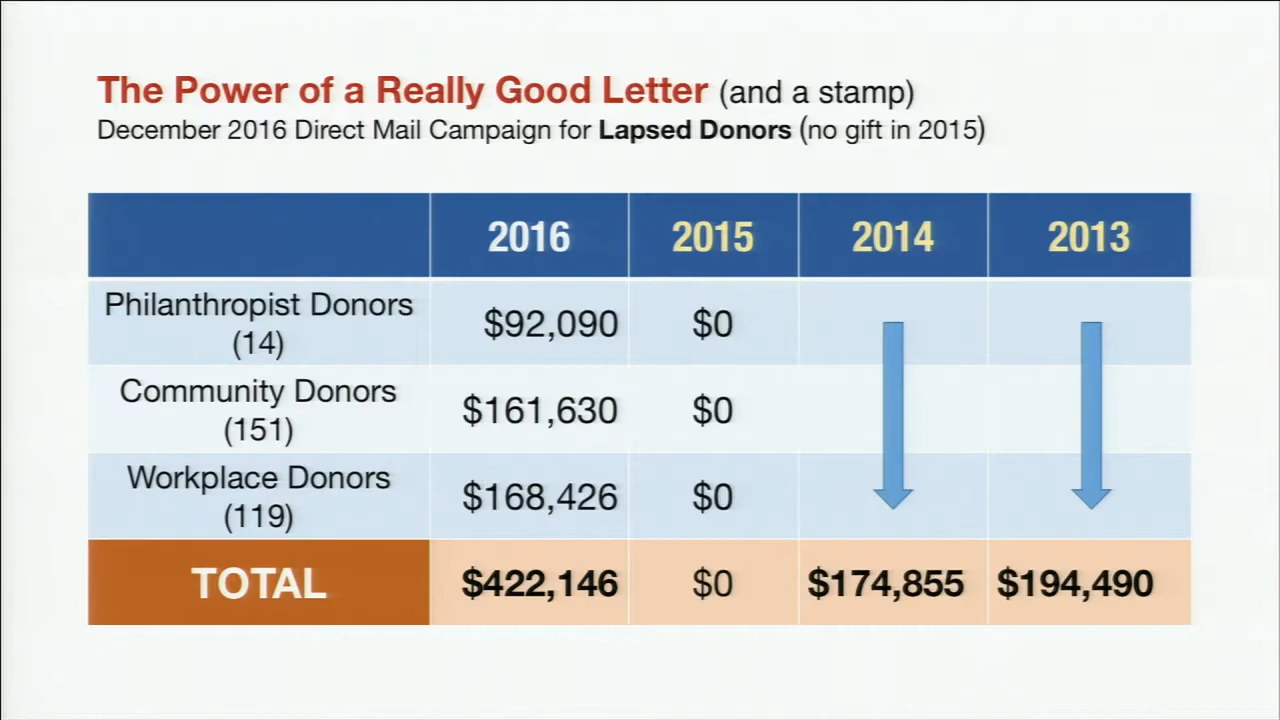 The Power of a Really Good Letter (and a stamp)
December 2016 Direct Mail Campaign for Lapsed Donors (no gift in 2015)
2016 2015 2014 2013
Philanthropist Donors
(14) $92,090 $0
Community Donors
(151) $161,630 $0
Workplace Donors
(119) $168,426 $0
TOTAL $422,146 $0 $174,855 $194,490